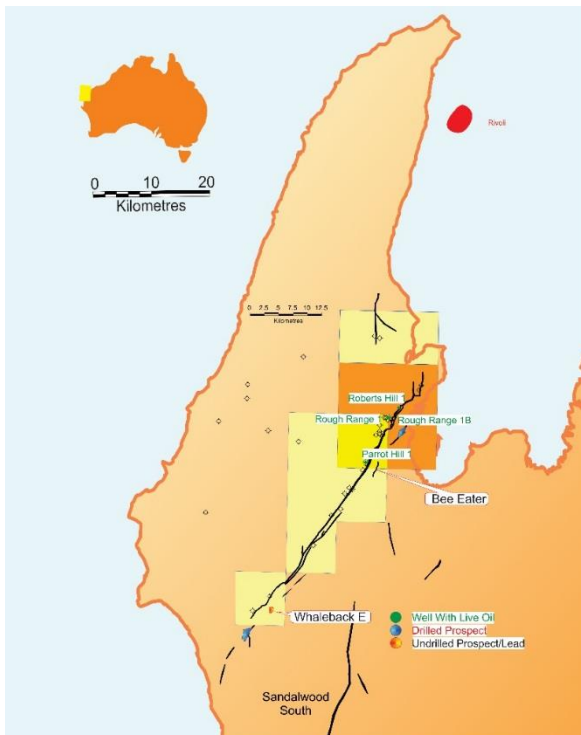 Rivoli
0 10 20
Kilometres
0 2.5 5 7.5 10 12.5
Kilometres
Roberts Hill 1
Rough Range 1
Rough Range 1B
Parrot Hill 1
Bee Eater
Whaleback E
Well With Live Oil
Drilled Prospect
Undrilled Prospect/Lead
Sandalwood
South